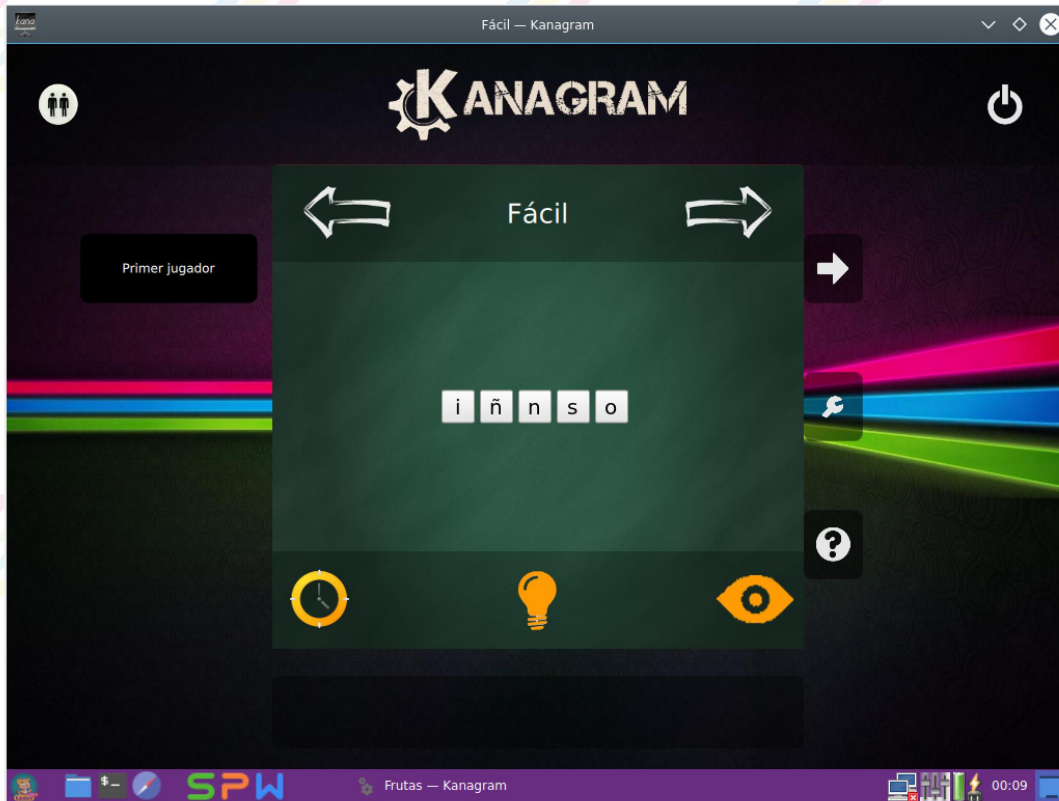 Fácil — Kanagram
KANAGRAM
Fácil
Primer jugador
i ñ n s o
SPW
Frutas — Kanagram
00:09